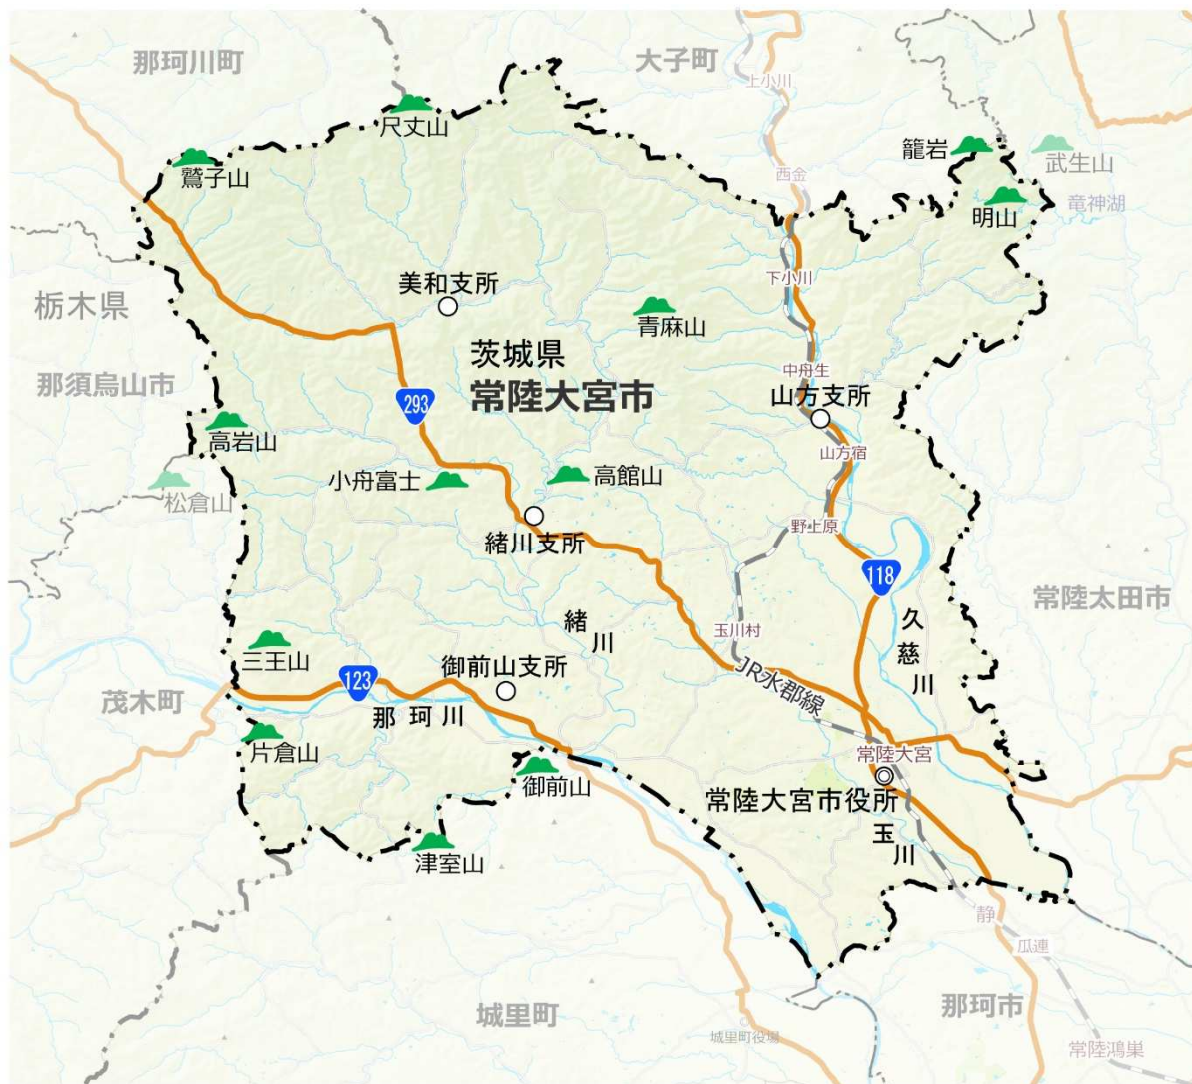 那珂川町
大子町
上小川
尺丈山
籠岩
武生山
鷲子山
西金
明山
竜神湖
美和支所
下小川
栃木県
青麻山
茨城県
中舟生
那須烏山市
常陸大宮市
山方支所
293
高岩山
山方宿
小舟富士
高館山
松倉山
緒川支所
野上原
118
常陸太田市
緒川
玉川村
久慈川
三王山
御前山支所
JR水郡線
123
茂木町
那珂川
片倉山
常陸大宮
御前山
常陸大宮市役所
玉川
津室山
静
瓜連
城里町
那珂市
城里町役場
常陸鴻巣